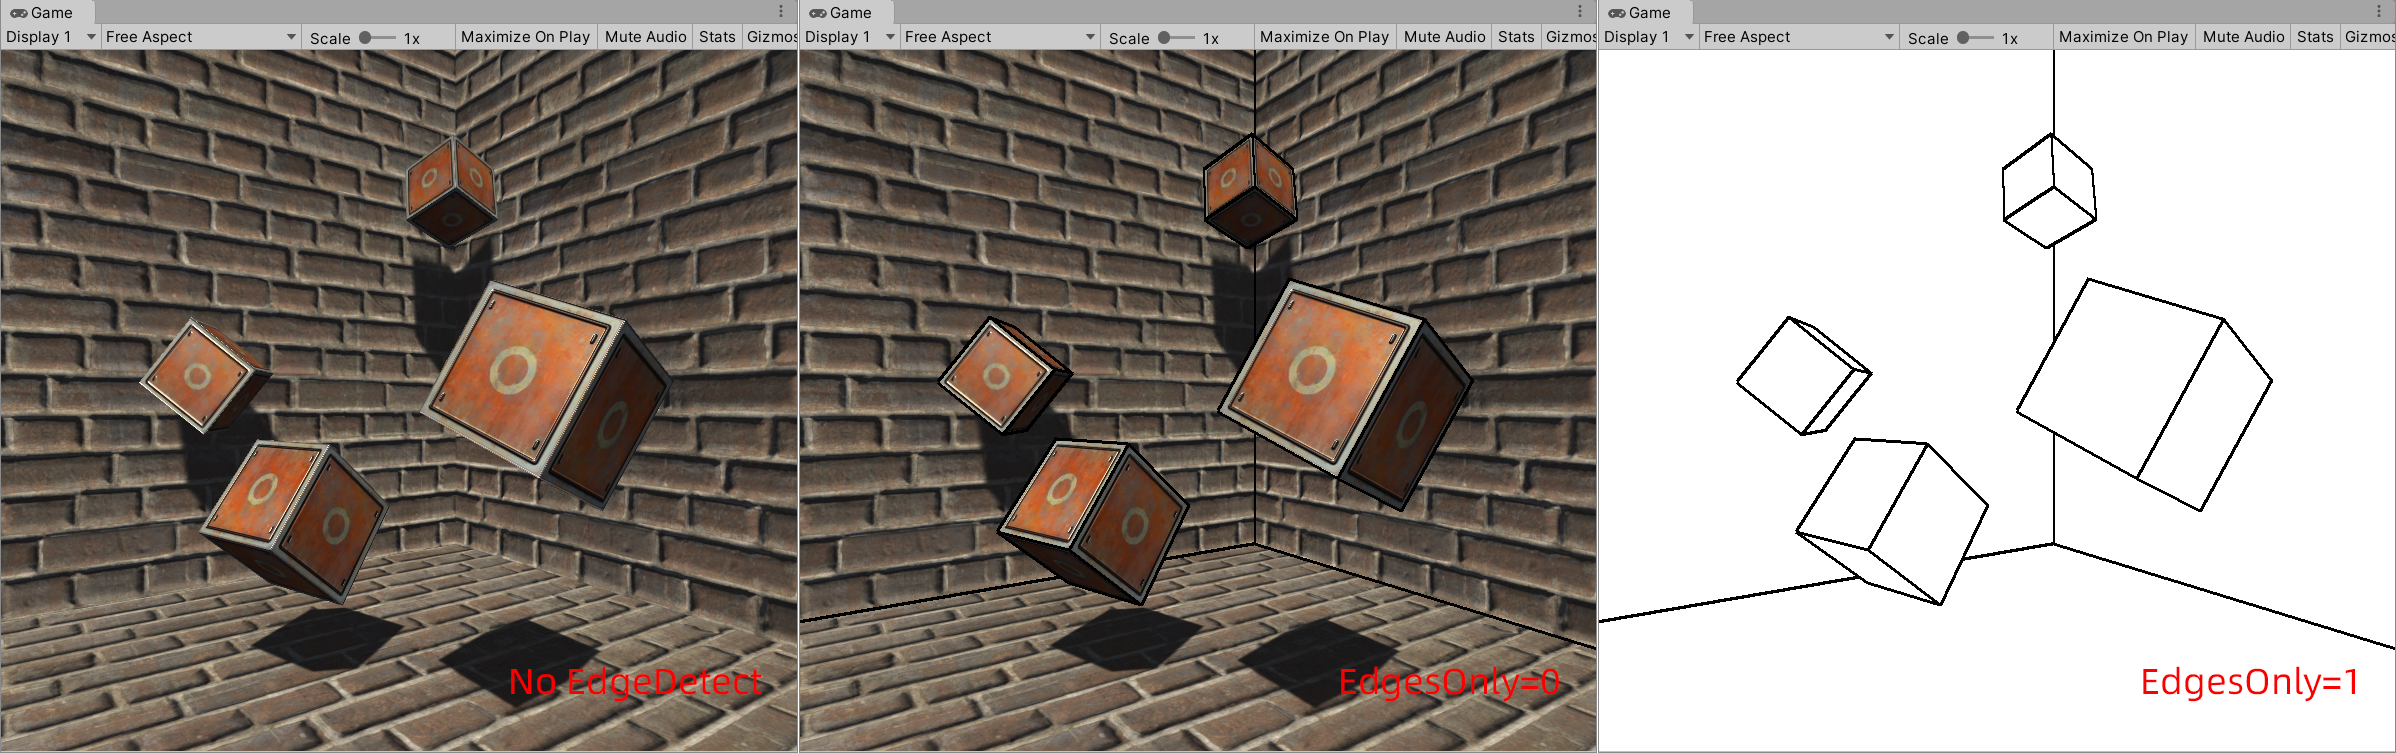 Game
Display 1 Free Aspect Scale 1x Maximize On Play Mute Audio Stats Gizmos
No EdgeDetect
Game
Display 1 Free Aspect Scale 1x Maximize On Play Mute Audio Stats Gizmos
EdgesOnly=0
Game
Display 1 Free Aspect Scale 1x Maximize On Play Mute Audio Stats Gizmos
EdgesOnly=1